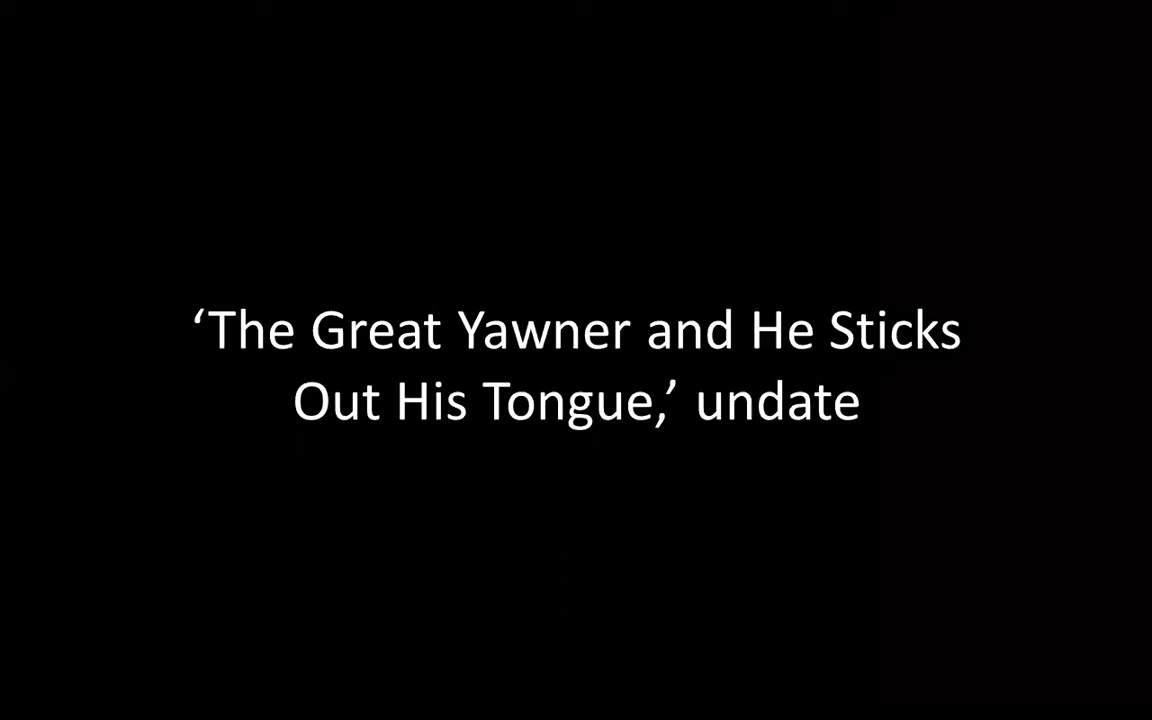 ‘The Great Yawner and He Sticks
Out His Tongue,’ undate